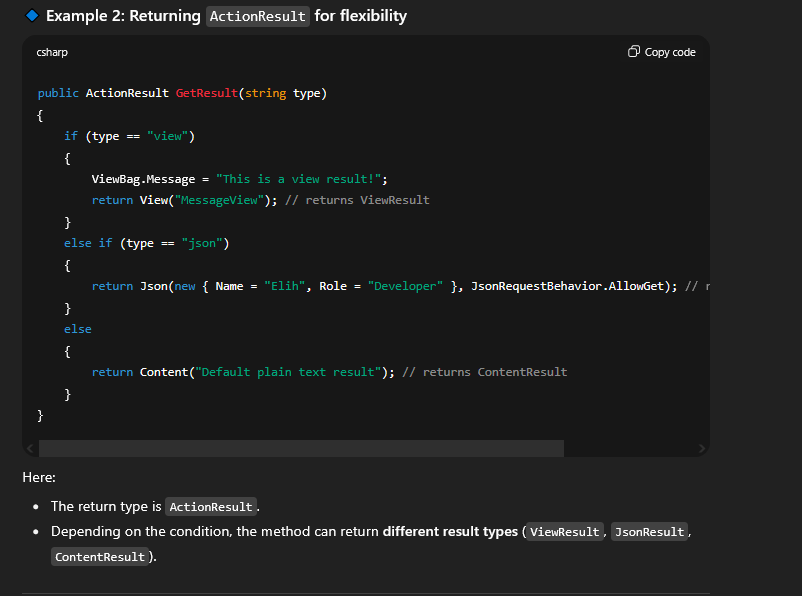 Example 2: Returning ActionResult for flexibility
csharp
Copy code
public ActionResult GetResult(string type)
{
    if (type == "view")
    {
        ViewBag.Message = "This is a view result!";
        return View("MessageView"); // returns ViewResult
    }
    else if (type == "json")
    {
        return Json(new { Name = "Elih", Role = "Developer" }, JsonRequestBehavior.AllowGet); //
    }
    else
    {
        return Content("Default plain text result"); // returns ContentResult
    }
}
Here:
• The return type is ActionResult.
• Depending on the condition, the method can return different result types (ViewResult, JsonResult,
ContentResult).